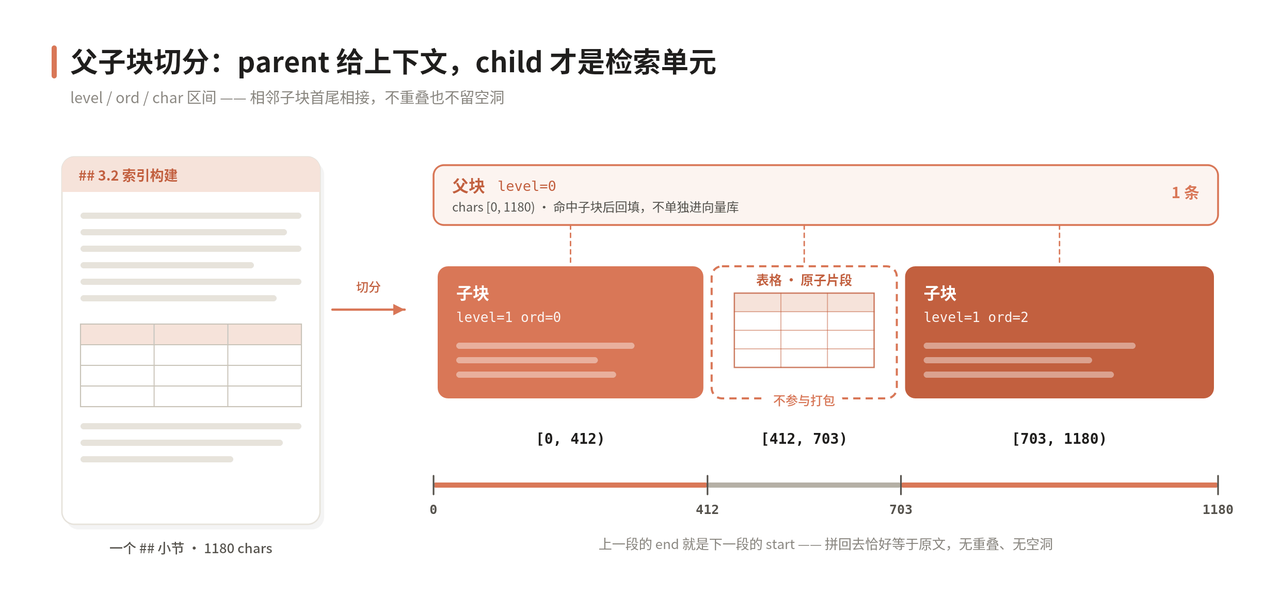 父子块切分：parent 给上下文，child 才是检索单元
level / ord / char 区间 —— 相邻子块首尾相接，不重叠也不留空洞
## 3.2 索引构建
一个 ## 小节 · 1180 chars
切分
父块 level=0
chars [0, 1180) · 命中子块后回填，不单独进向量库
1 条
子块
level=1 ord=0
表格 · 原子片段
不参与打包
子块
level=1 ord=2
[0, 412)
[412, 703)
[703, 1180)
0
412
703
1180
上一段的 end 就是下一段的 start —— 拼回去恰好等于原文，无重叠、无空洞